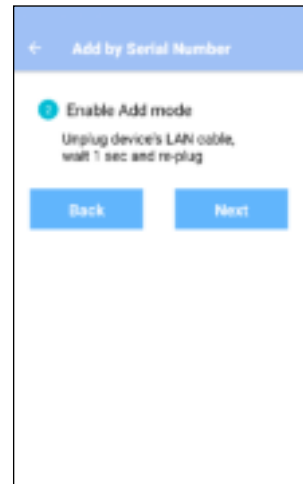 Add by Serial Number
2 Enable Add mode
Unplug device's LAN cable,
wait 1 sec and re-plug
Back Next